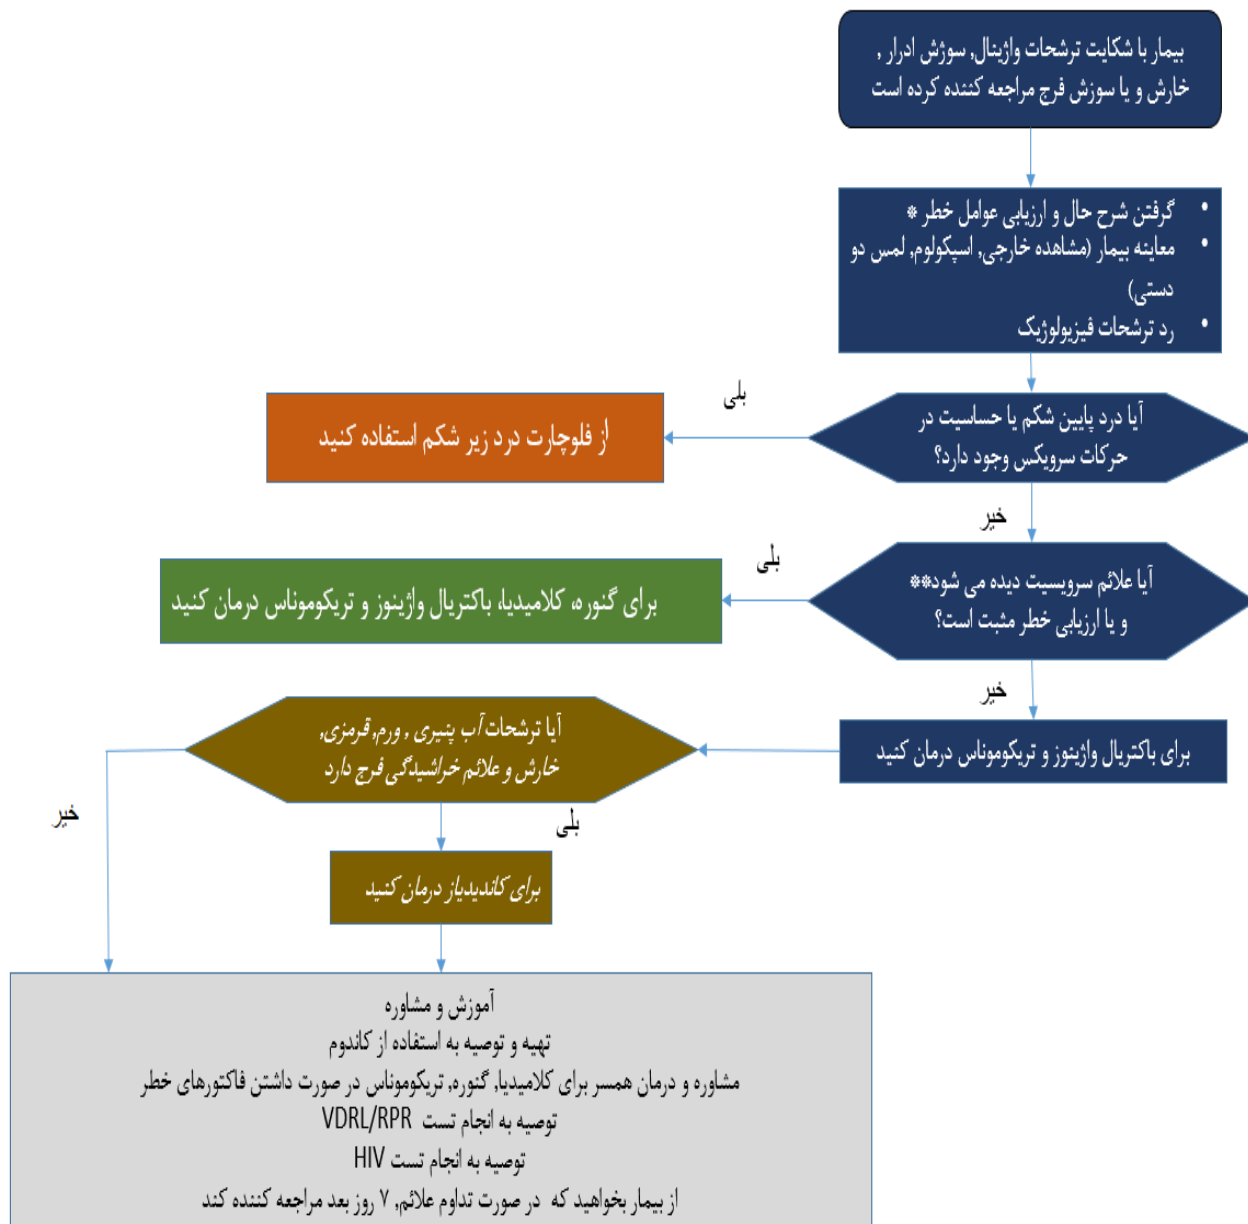 بیمار با شکایت ترشحات واژینال, سوزش ادرار ,
خارش و یا سوزش فرج مراجعه کننده کرده است
• گرفتن شرح حال و ارزیابی عوامل خطر *
• معاینه بیمار (مشاهده خارجی, اسپکولوم, لمس دو
دستی)
• رد ترشحات فیزیولوژیک
آیا درد پایین شکم یا حساسیت در
حرکات سرویکس وجود دارد؟
بلی
از فلوچارت درد زیر شکم استفاده کنید
خیر
آیا علائم سرویسیت دیده می شود**
و یا ارزیابی خطر مثبت است؟
بلی
برای گنوره، کلامیدیا، باکتریال واژینوز و تریکوموناس درمان کنید
خیر
برای باکتریال واژینوز و تریکوموناس درمان کنید
آیا ترشحات آب پنیری , ورم, قرمزی,
خارش و علائم خراشیدگی فرج دارد
خیر
بلی
برای کاندیدیاز درمان کنید
آموزش و مشاوره
تهیه و توصیه به استفاده از کاندوم
مشاوره و درمان همسر برای کلامیدیا, گنوره, تریکوموناس در صورت داشتن فاکتورهای خطر
توصیه به انجام تست VDRL/RPR
توصیه به انجام تست HIV
از بیمار بخواهید که در صورت تداوم علائم, ۷ روز بعد مراجعه کننده کند